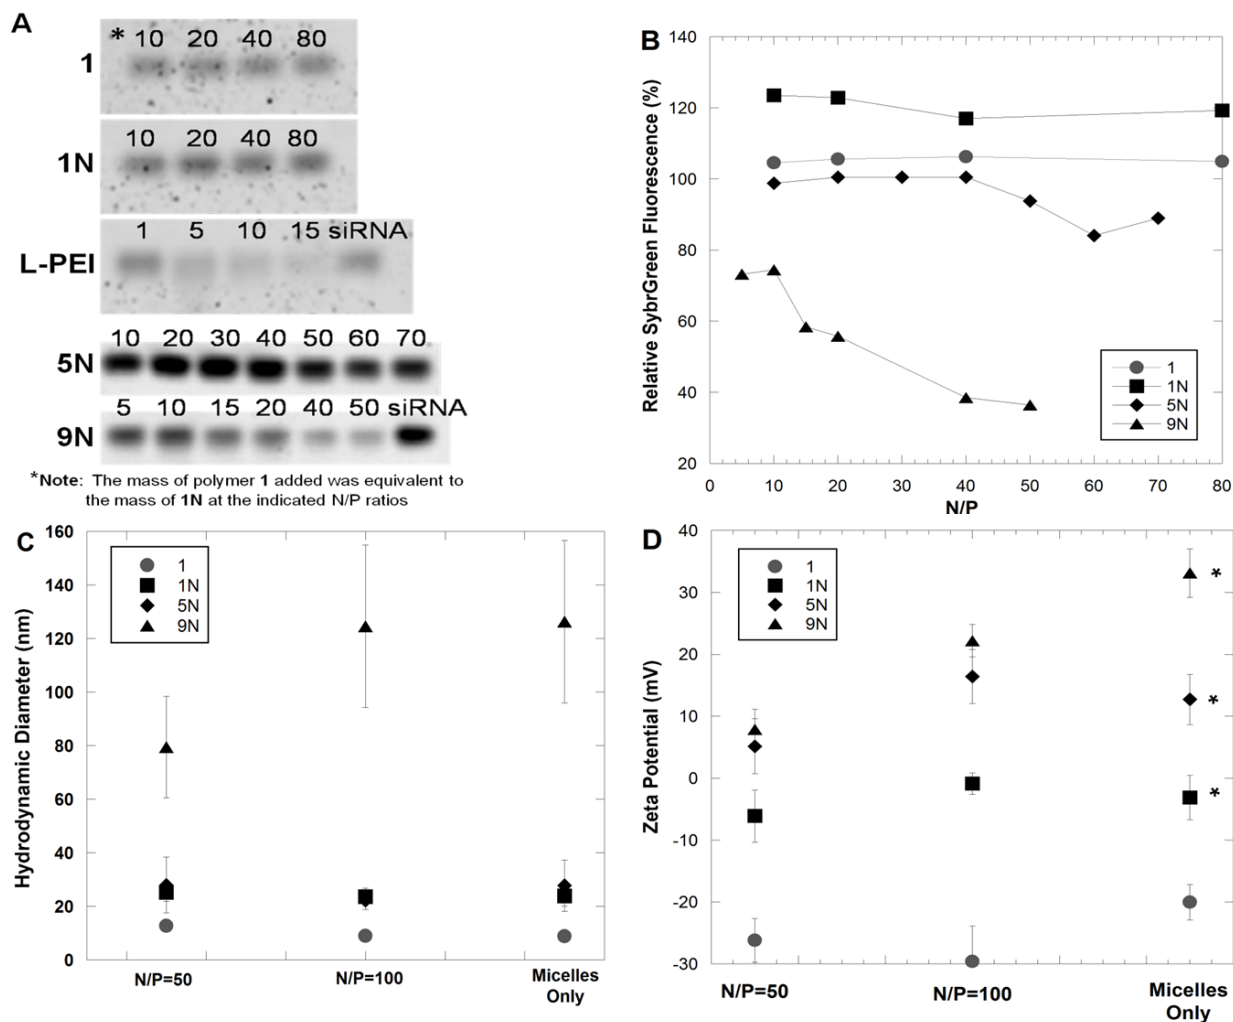 A
* 10 20 40 80
1
10 20 40 80
1N
1 5 10 15 siRNA
L-PEI
10 20 30 40 50 60 70
5N
5 10 15 20 40 50 siRNA
9N
*Note: The mass of polymer 1 added was equivalent to
the mass of 1N at the indicated N/P ratios
B
Relative SybrGreen Fluorescence (%)
140
120
100
80
60
40
20
0 10 20 30 40 50 60 70 80
N/P
1
1N
5N
9N
C
Hydrodynamic Diameter (nm)
160
140
120
100
80
60
40
20
0
1
1N
5N
9N
N/P=50 N/P=100 Micelles
Only
D
Zeta Potential (mV)
40
30
20
10
0
-10
-20
-30
1
1N
5N
9N
*
*
*
N/P=50 N/P=100 Micelles
Only